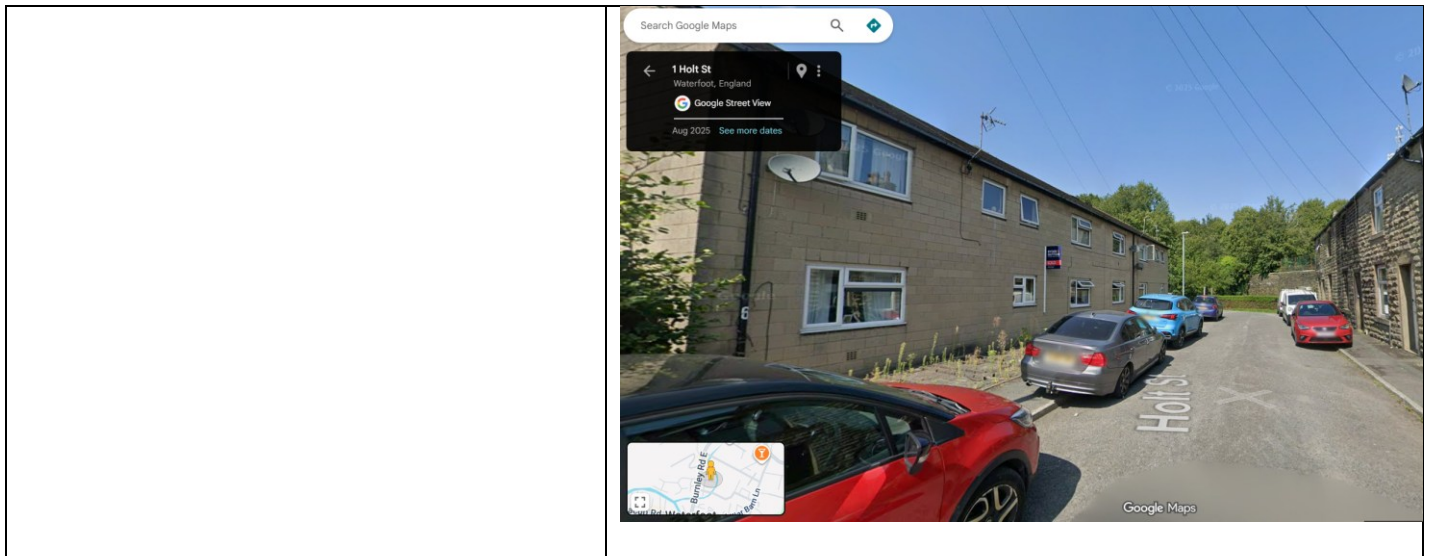 Search Google Maps
1 Holt St
Waterfoot, England
Google Street View
Aug 2025 See more dates
6
Holt St
Burnley Rd E
Google Maps